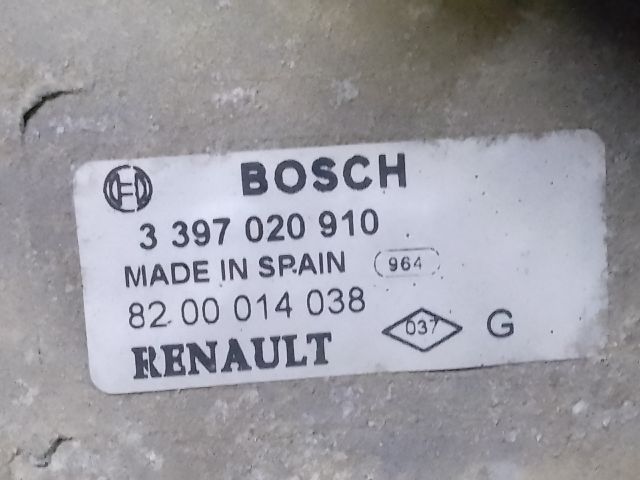 BOSCH
3 397 020 910
MADE IN SPAIN 964
82 00 014 038
RENAULT 037 G